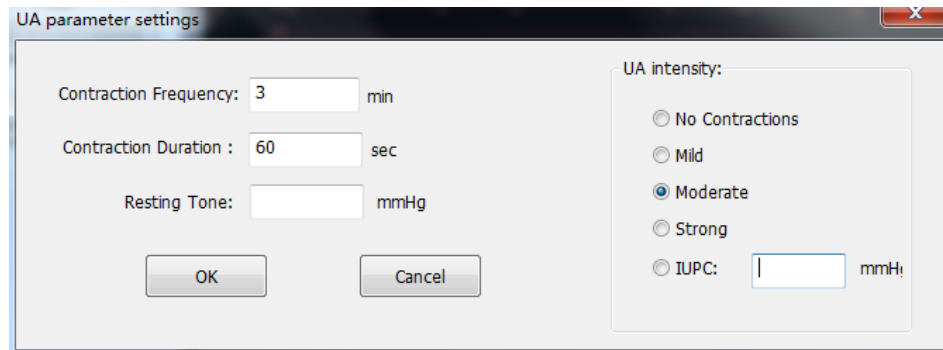 UA parameter settings
Contraction Frequency: 3 min
Contraction Duration : 60 sec
Resting Tone: mmHg
OK Cancel
UA intensity:
No Contractions
Mild
Moderate
Strong
IUPC: mmH